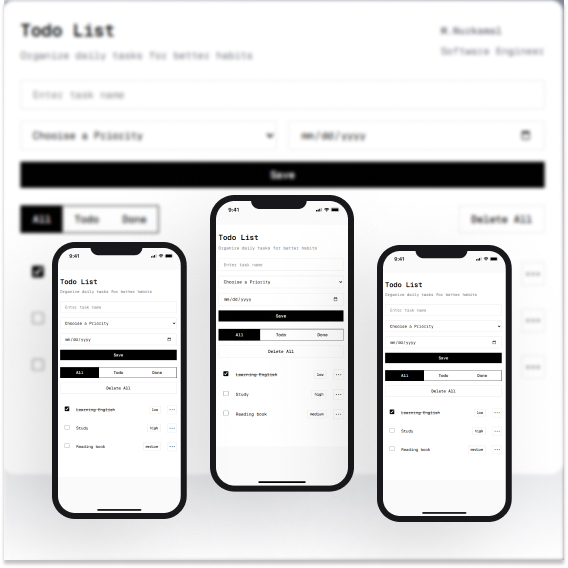 Todo List
Organize daily tasks for better habits
M.Rockamal
Software Engineer
Enter task name
Choose a Priority
mm/dd/yyyy
Save
All Todo Done
Delete All
9:41
Todo List
Organize daily tasks for better habits
Enter task name
Choose a Priority
mm/dd/yyyy
Save
All Todo Done
Delete All
Learning English low
Study high
Reading book medium
9:41
Todo List
Organize daily tasks for better habits
Enter task name
Choose a Priority
mm/dd/yyyy
Save
All Todo Done
Delete All
Learning English low
Study high
Reading book medium
9:41
Todo List
Organize daily tasks for better habits
Enter task name
Choose a Priority
mm/dd/yyyy
Save
All Todo Done
Delete All
Learning English low
Study high
Reading book medium